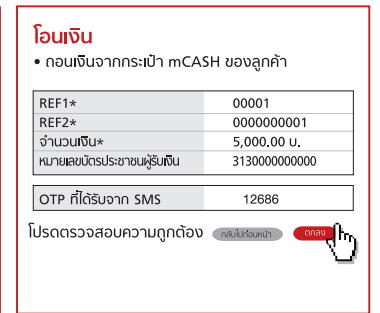 โอนเงิน
• ถอนเงินจากกระเป๋า mCASH ของลูกค้า
REF1* 00001
REF2* 0000000001
จำนวนเงิน* 5,000.00 บ.
หมายเลขบัตรประชาชนผู้รับเงิน 3130000000000
OTP ที่ได้รับจาก SMS 12686
โปรดตรวจสอบความถูกต้อง กลับไปก่อนหน้า ตกลง